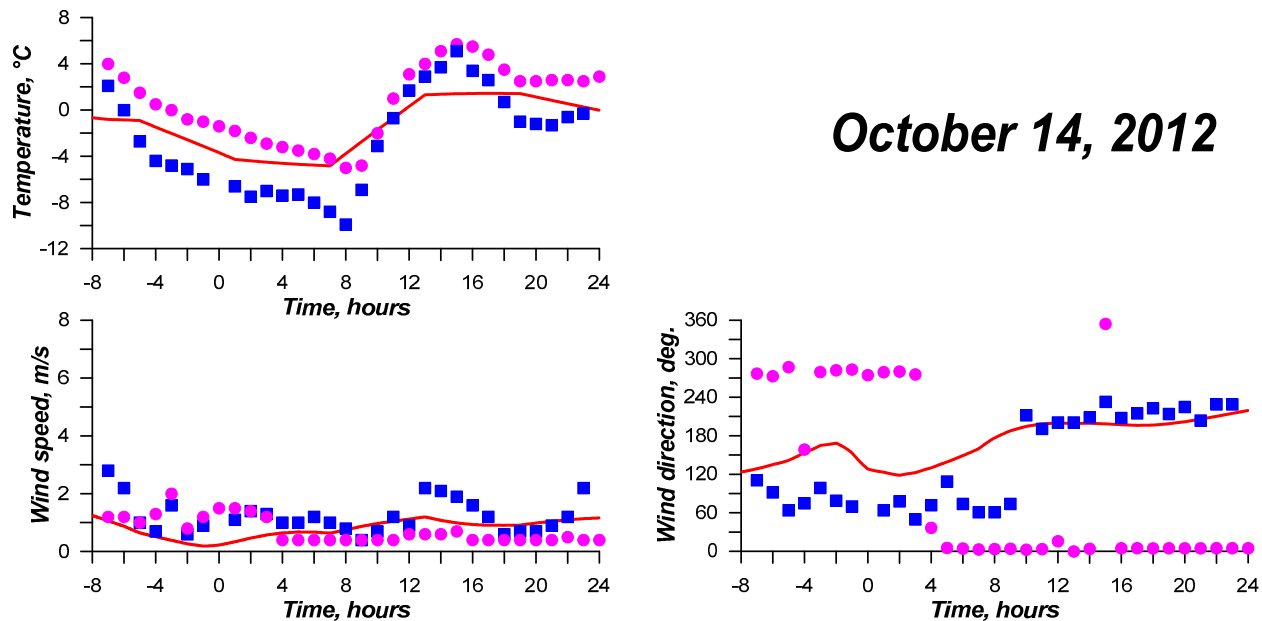 October 14, 2012
Temperature, °C
8
4
0
-4
-8
-12
-8 -4 0 4 8 12 16 20 24
Time, hours
Wind speed, m/s
8
6
4
2
0
-8 -4 0 4 8 12 16 20 24
Time, hours
Wind direction, deg.
360
300
240
180
120
60
0
-8 -4 0 4 8 12 16 20 24
Time, hours